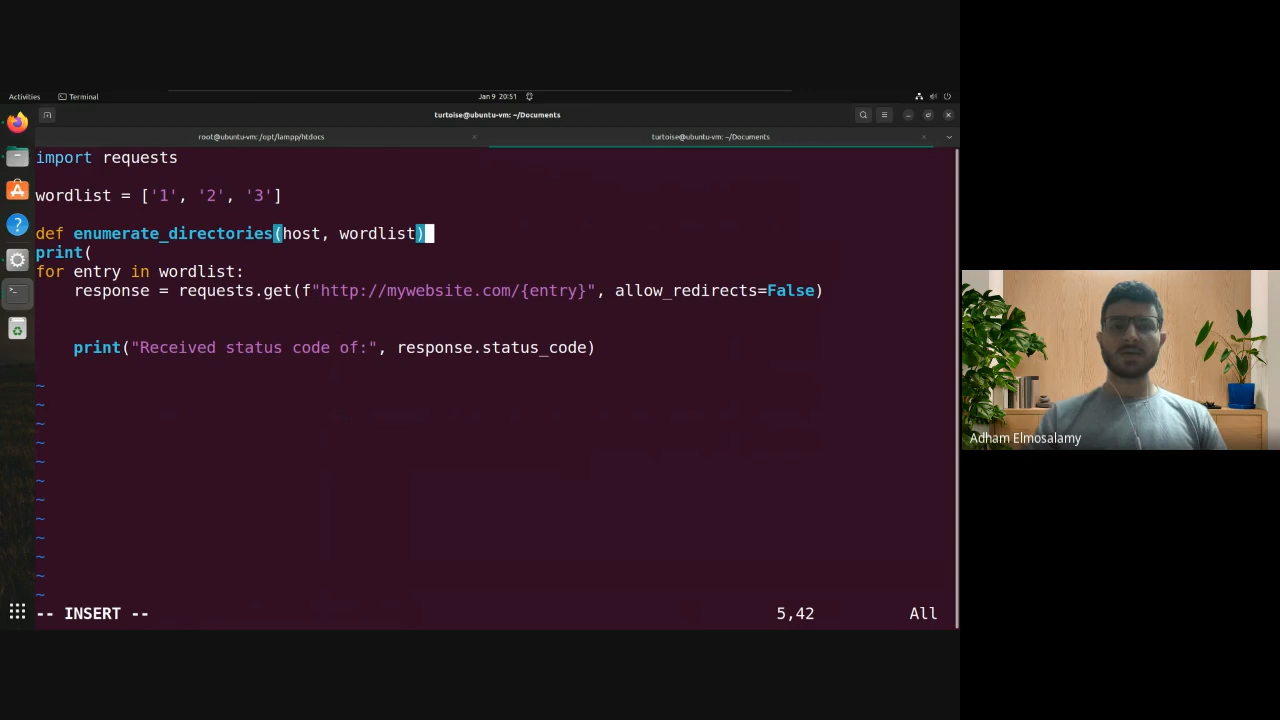 Activities
Terminal
Jan 9 20:51
turtoise@ubuntu-vm: ~/Documents
root@ubuntu-vm: /opt/lampp/htdocs
turtoise@ubuntu-vm: ~/Documents
import requests
wordlist = ['1', '2', '3']
def enumerate_directories(host, wordlist)
print(
for entry in wordlist:
    response = requests.get(f"http://mywebsite.com/{entry}", allow_redirects=False)
    print("Received status code of:", response.status_code)
~
~
~
~
~
~
~
~
~
~
~
~
-- INSERT --
5,42
All
Adham Elmosalamy